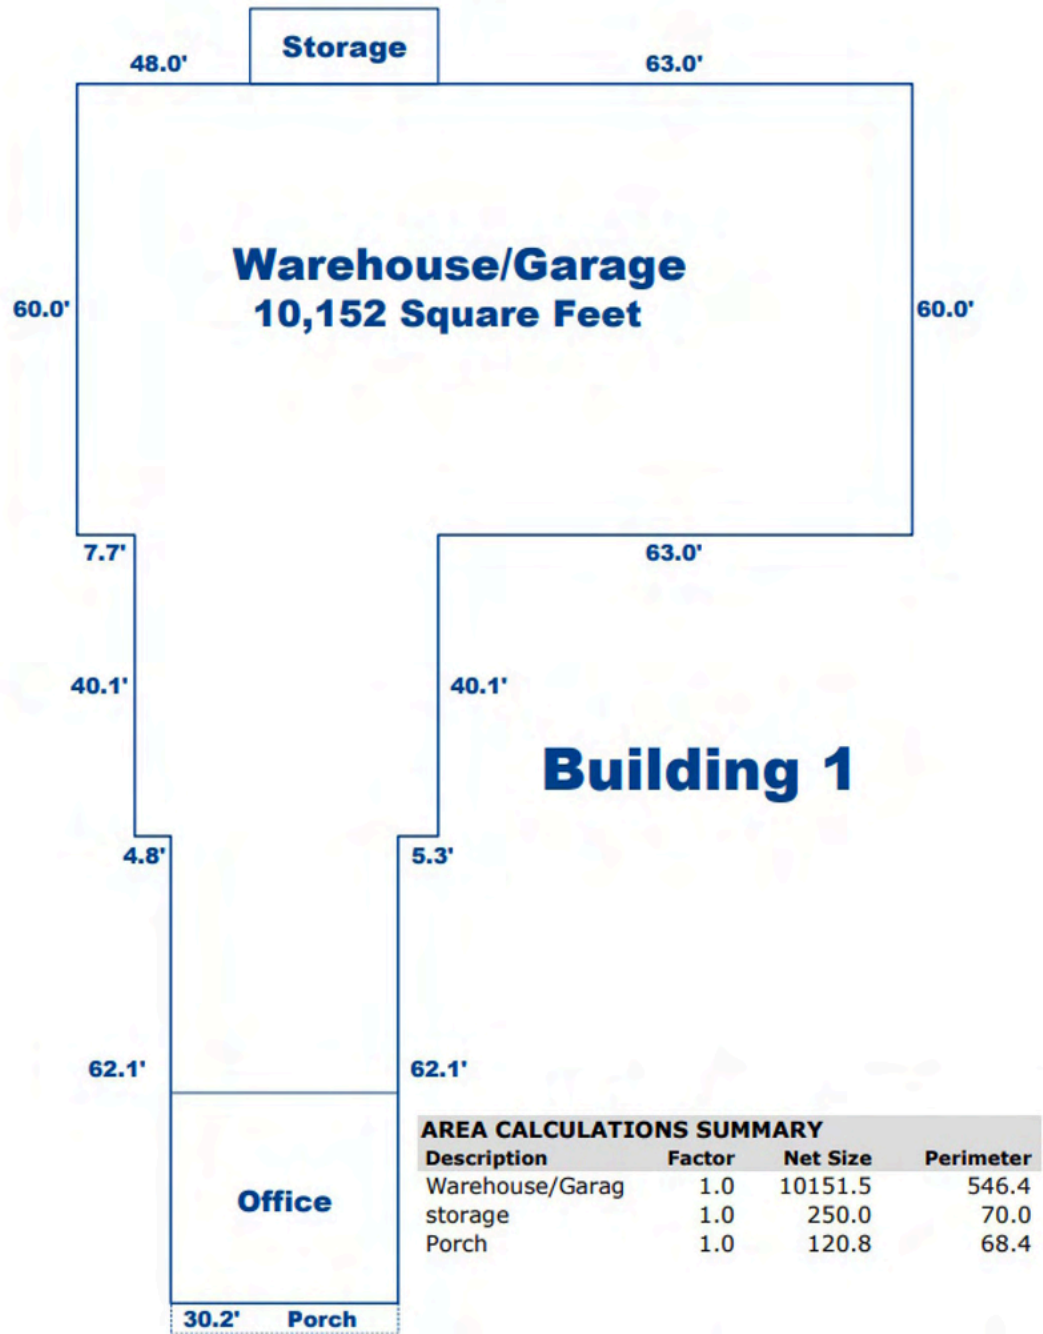 Storage
48.0'
63.0'
Warehouse/Garage
10,152 Square Feet
60.0'
60.0'
7.7'
63.0'
40.1'
40.1'
Building 1
4.8'
5.3'
62.1'
62.1'
AREA CALCULATIONS SUMMARY
Description Factor Net Size Perimeter
Warehouse/Garag 1.0 10151.5 546.4
storage 1.0 250.0 70.0
Porch 1.0 120.8 68.4
Office
30.2' Porch